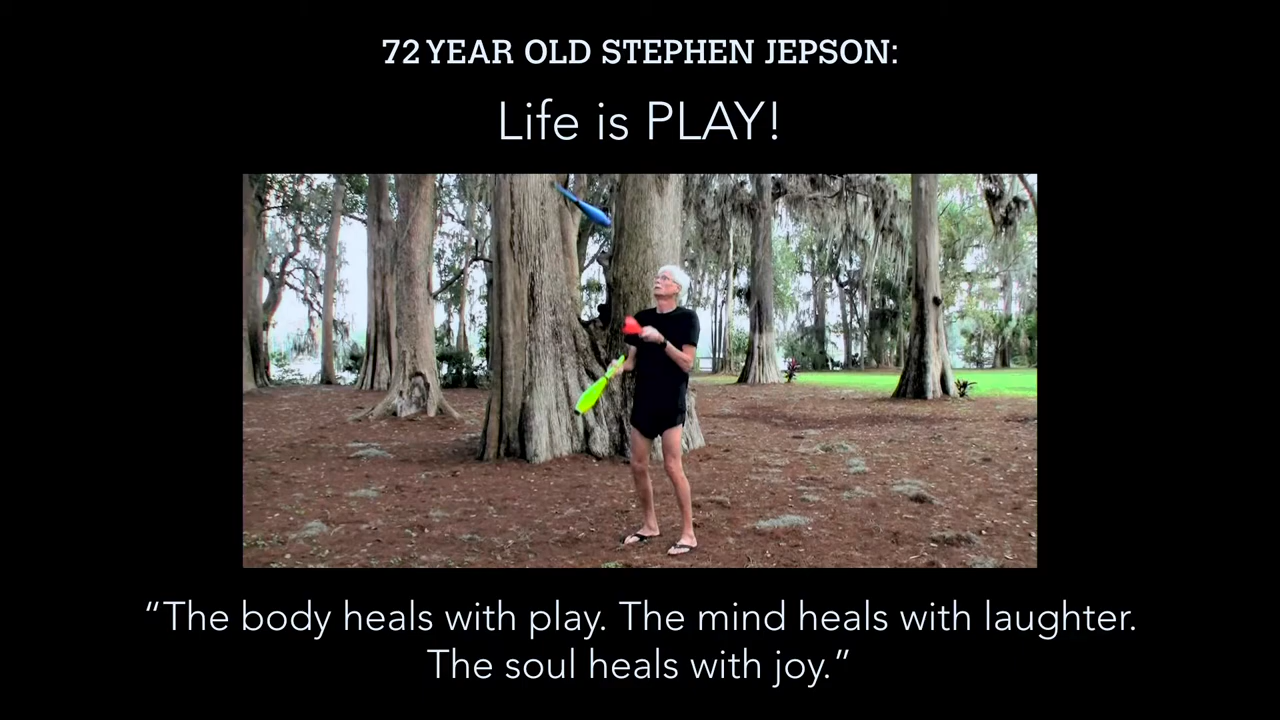 72 YEAR OLD STEPHEN JEPSON:
Life is PLAY!
“The body heals with play. The mind heals with laughter.
The soul heals with joy.”